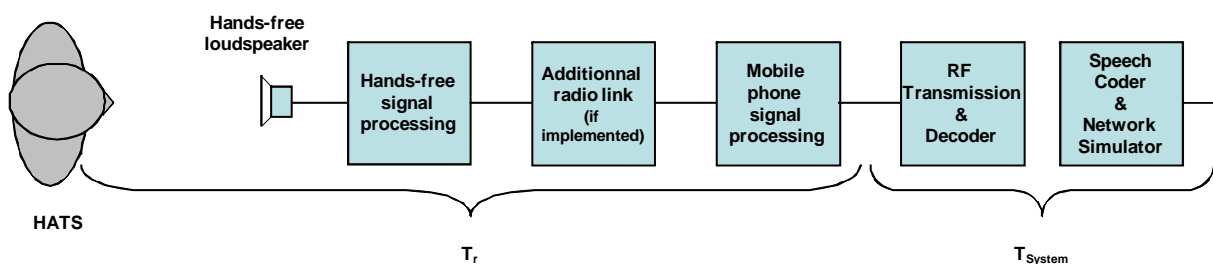 Hands-free
loudspeaker
Hands-free
signal
processing
Additionnal
radio link
(if
implemented)
Mobile
phone
signal
processing
RF
Transmission
&
Decoder
Speech
Coder
&
Network
Simulator
HATS
Tr
TSystem